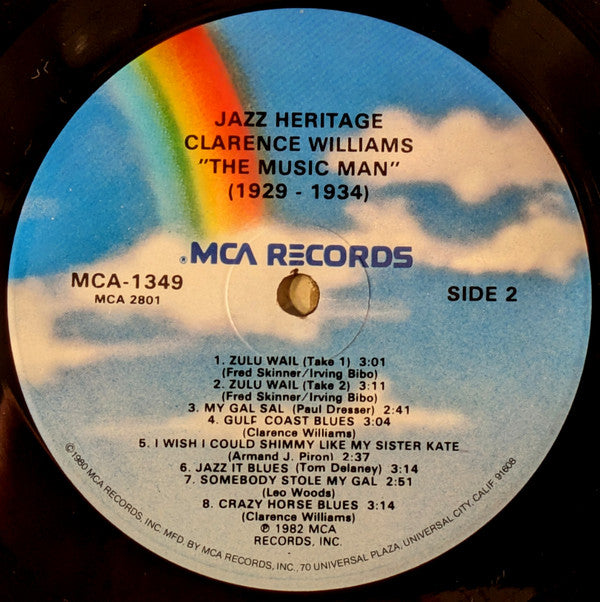 JAZZ HERITAGE
CLARENCE WILLIAMS
"THE MUSIC MAN"
(1929 - 1934)
® MCA RECORDS
MCA-1349
MCA 2801
SIDE 2
1. ZULU WAIL (Take 1) 3:01
(Fred Skinner/Irving Bibo)
2. ZULU WAIL (Take 2) 3:11
(Fred Skinner/Irving Bibo)
3. MY GAL SAL (Paul Dresser) 2:41
4. GULF COAST BLUES 3:04
(Clarence Williams)
5. I WISH I COULD SHIMMY LIKE MY SISTER KATE
(Armand J. Piron) 2:37
6. JAZZ IT BLUES (Tom Delaney) 3:14
7. SOMEBODY STOLE MY GAL 2:51
(Leo Woods)
8. CRAZY HORSE BLUES 3:14
(Clarence Williams)
℗ 1982 MCA
RECORDS, INC.
©1980 MCA RECORDS, INC. MFD BY MCA RECORDS, INC., 70 UNIVERSAL PLAZA, UNIVERSAL CITY, CALIF. 91608